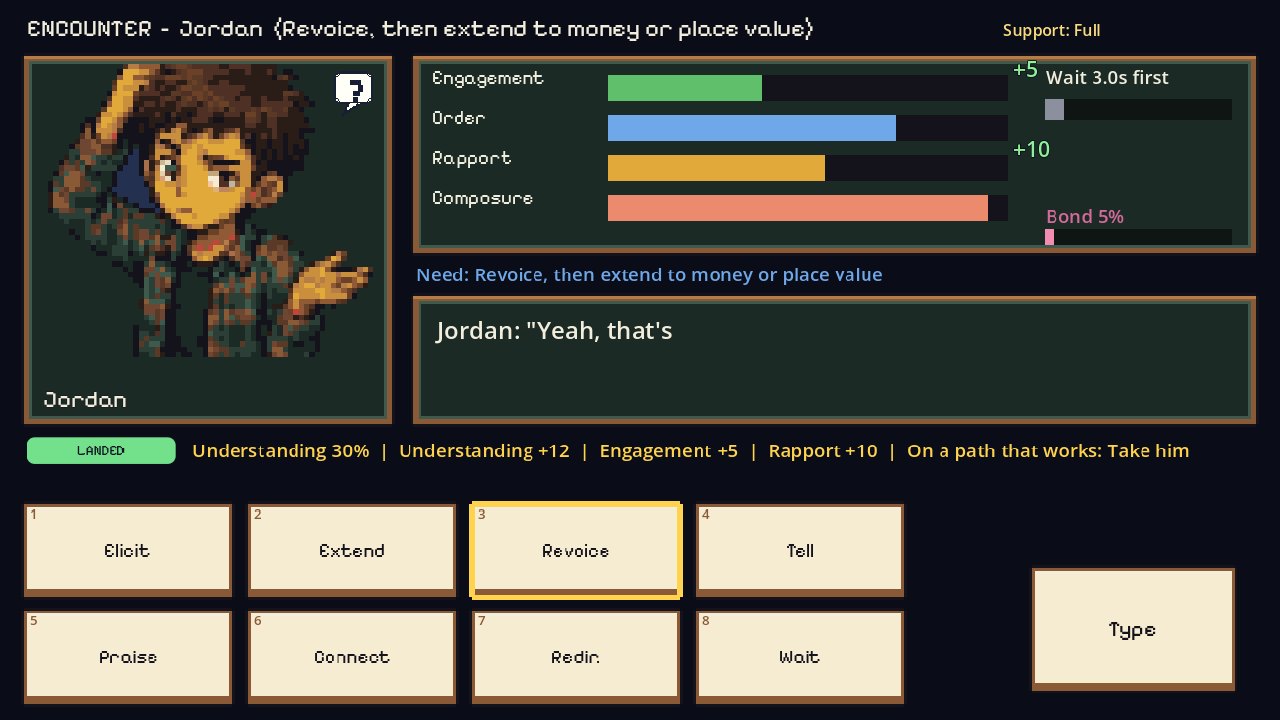 ENCOUNTER - Jordan (Revoice, then extend to money or place value)
Support: Full
?
Engagement
+5
Wait 3.0s first
Order
Rapport
+10
Composure
Bond 5%
Need: Revoice, then extend to money or place value
Jordan: "Yeah, that's
Jordan
LANDED
Understanding 30% | Understanding +12 | Engagement +5 | Rapport +10 | On a path that works: Take him
1
Elicit
2
Extend
3
Revoice
4
Tell
5
Praise
6
Connect
7
Redir.
8
Wait
Type